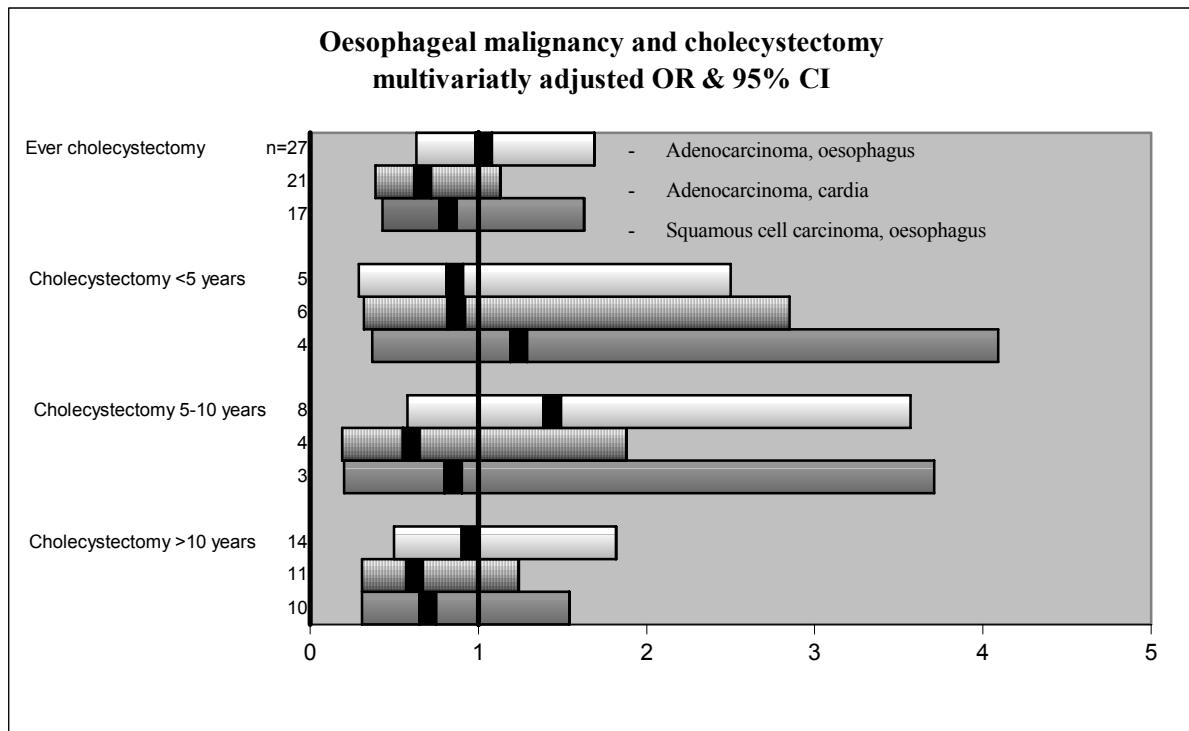 Oesophageal malignancy and cholecystectomy
multivariatly adjusted OR & 95% CI
Ever cholecystectomy n=27 - Adenocarcinoma, oesophagus
21 - Adenocarcinoma, cardia
17 - Squamous cell carcinoma, oesophagus
Cholecystectomy <5 years 5
6
4
Cholecystectomy 5-10 years 8
4
3
Cholecystectomy >10 years 14
11
10
0 1 2 3 4 5